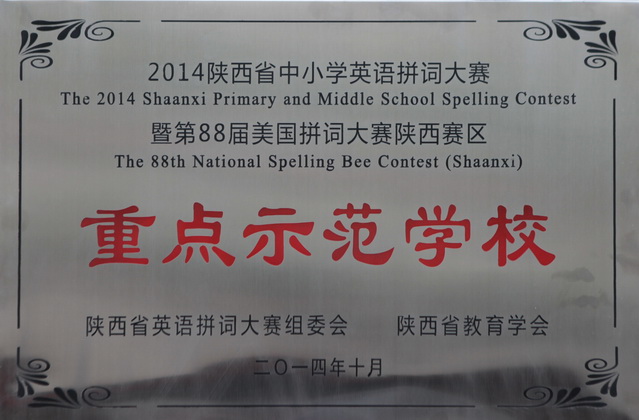 2014陕西省中小学英语拼词大赛
The 2014 Shaanxi Primary and Middle School Spelling Contest
暨第88届美国拼词大赛陕西赛区
The 88th National Spelling Bee Contest (Shaanxi)
重点示范学校
陕西省英语拼词大赛组委会 陕西省教育学会
二〇一四年十月